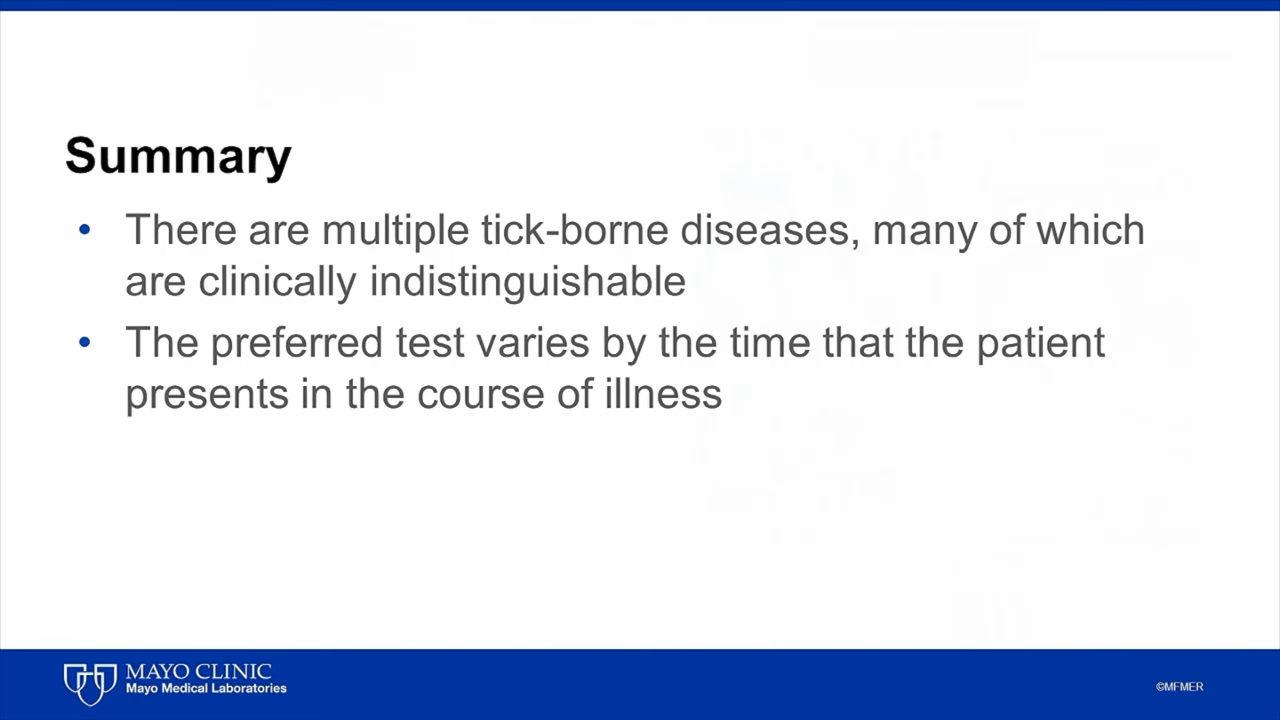 Summary
• There are multiple tick-borne diseases, many of which
are clinically indistinguishable
• The preferred test varies by the time that the patient
presents in the course of illness
MAYO CLINIC
Mayo Medical Laboratories
©MFMER